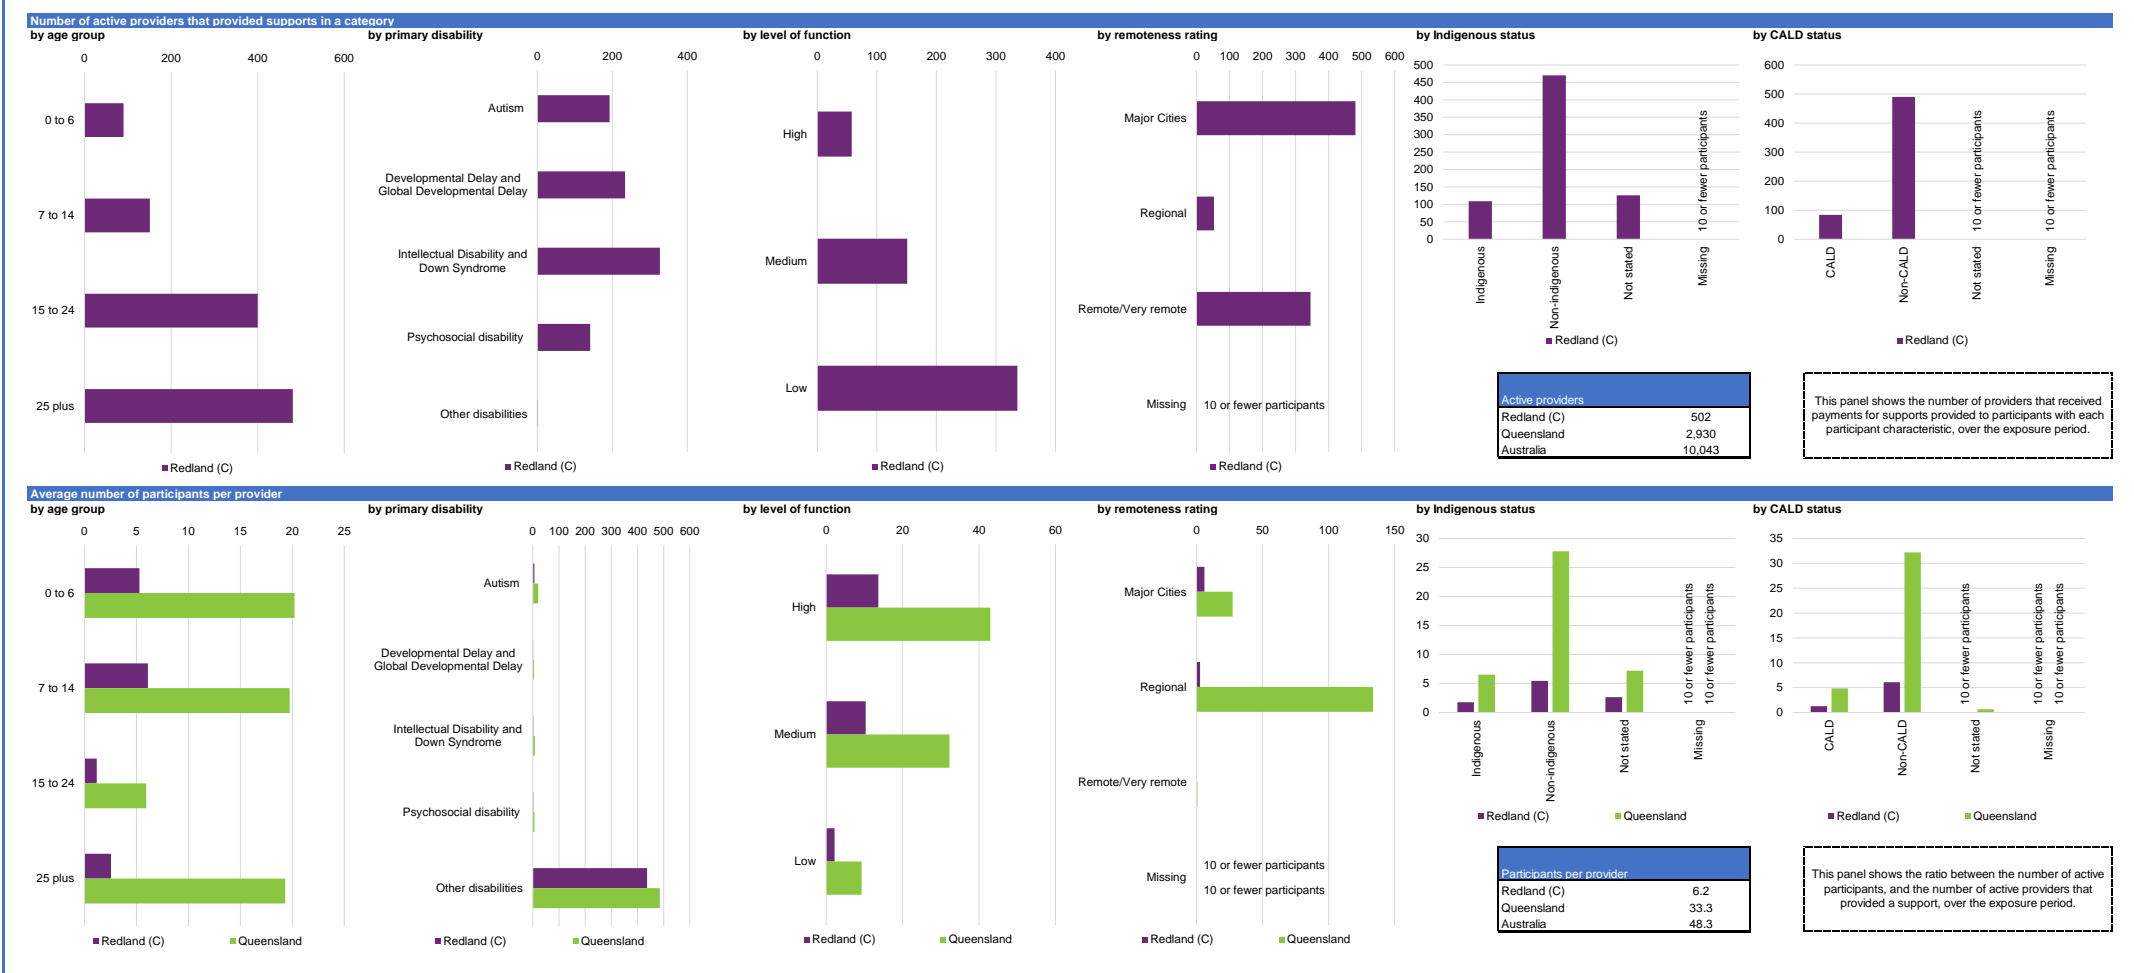 Number of active providers that provided supports in a category
by age group
0 200 400 600
0 to 6
7 to 14
15 to 24
25 plus
Redland (C)
by primary disability
0 200 400
Autism
Developmental Delay and
Global Developmental Delay
Intellectual Disability and
Down Syndrome
Psychosocial disability
Other disabilities
Redland (C)
by level of function
0 100 200 300 400
High
Medium
Low
Redland (C)
by remoteness rating
0 100 200 300 400 500 600
Major Cities
Regional
Remote/Very remote
Missing 10 or fewer participants
Redland (C)
by Indigenous status
500
450
400
350
300
250
200
150
100
50
0
10 or fewer participants
Indigenous
Non-indigenous
Not stated
Missing
Redland (C)
by CALD status
600
500
400
300
200
100
0
10 or fewer participants
10 or fewer participants
CALD
Non-CALD
Not stated
Missing
Redland (C)
Active providers
Redland (C) 502
Queensland 2,930
Australia 10,043
This panel shows the number of providers that received
payments for supports provided to participants with each
participant characteristic, over the exposure period.
Average number of participants per provider
by age group
0 5 10 15 20 25
0 to 6
7 to 14
15 to 24
25 plus
Redland (C) Queensland
by primary disability
0 100 200 300 400 500 600
Autism
Developmental Delay and
Global Developmental Delay
Intellectual Disability and
Down Syndrome
Psychosocial disability
Other disabilities
Redland (C) Queensland
by level of function
0 20 40 60
High
Medium
Low
Redland (C) Queensland
by remoteness rating
0 50 100 150
Major Cities
Regional
Remote/Very remote
10 or fewer participants
Missing
10 or fewer participants
Redland (C) Queensland
by Indigenous status
30
25
20
15
10
5
0
10 or fewer participants
10 or fewer participants
Indigenous
Non-indigenous
Not stated
Missing
Redland (C) Queensland
by CALD status
35
30
25
20
15
10
5
0
10 or fewer participants
10 or fewer participants
10 or fewer participants
CALD
Non-CALD
Not stated
Missing
Redland (C) Queensland
Participants per provider
Redland (C) 6.2
Queensland 33.3
Australia 48.3
This panel shows the ratio between the number of active
participants, and the number of active providers that
provided a support, over the exposure period.